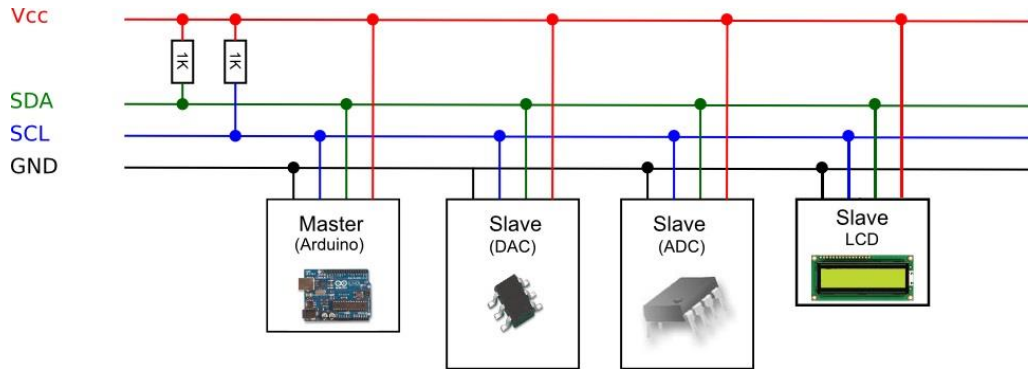 Vcc
1K
1K
SDA
SCL
GND
Master
(Arduino)
Slave
(DAC)
Slave
(ADC)
Slave
LCD